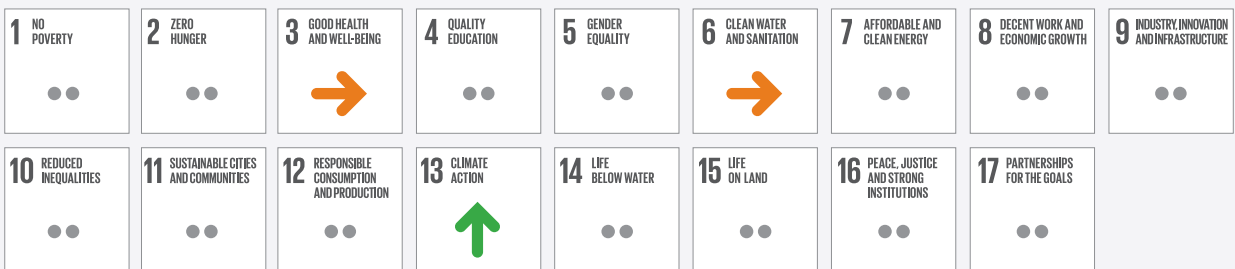 1 NO
POVERTY
2 ZERO
HUNGER
3 GOOD HEALTH
AND WELL-BEING
4 QUALITY
EDUCATION
5 GENDER
EQUALITY
6 CLEAN WATER
AND SANITATION
7 AFFORDABLE AND
CLEAN ENERGY
8 DECENT WORK AND
ECONOMIC GROWTH
9 INDUSTRY, INNOVATION
AND INFRASTRUCTURE
10 REDUCED
INEQUALITIES
11 SUSTAINABLE CITIES
AND COMMUNITIES
12 RESPONSIBLE
CONSUMPTION
AND PRODUCTION
13 CLIMATE
ACTION
14 LIFE
BELOW WATER
15 LIFE
ON LAND
16 PEACE, JUSTICE
AND STRONG
INSTITUTIONS
17 PARTNERSHIPS
FOR THE GOALS